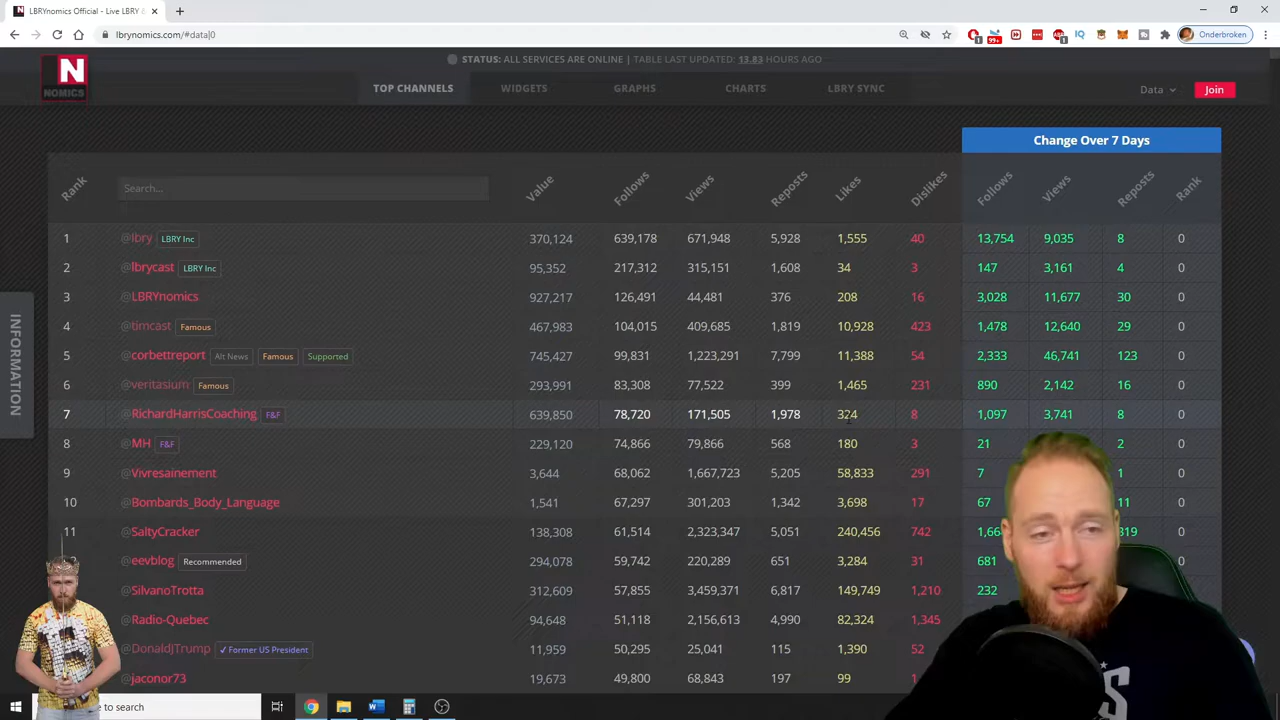 LBRYnomics Official - Live LBRY &
lbrynomics.com/#data|0
99+
1
1
Onderbroken
N
NOMICS
STATUS: ALL SERVICES ARE ONLINE | TABLE LAST UPDATED: 13.83 HOURS AGO
TOP CHANNELS WIDGETS GRAPHS CHARTS LBRY SYNC
Data Join
Change Over 7 Days
Rank Search... Value Follows Views Reposts Likes Dislikes Follows Views Reposts Rank
1 @lbry LBRY Inc 370,124 639,178 671,948 5,928 1,555 40 13,754 9,035 8 0
2 @lbrycast LBRY Inc 95,352 217,312 315,151 1,608 34 3 147 3,161 4 0
3 @LBRYnomics 927,217 126,491 44,481 376 208 16 3,028 11,677 30 0
4 @timcast Famous 467,983 104,015 409,685 1,819 10,928 423 1,478 12,640 29 0
5 @corbettreport Alt News Famous Supported 745,427 99,831 1,223,291 7,799 11,388 54 2,333 46,741 123 0
6 @veritasium Famous 293,991 83,308 77,522 399 1,465 231 890 2,142 16 0
7 @RichardHarrisCoaching F&F 639,850 78,720 171,505 1,978 324 8 1,097 3,741 8 0
8 @MH F&F 229,120 74,866 79,866 568 180 3 21 2 0
9 @Vivresainement 3,644 68,062 1,667,723 5,205 58,833 291 7 1 0
10 @Bombards_Body_Language 1,541 67,297 301,203 1,342 3,698 17 67 11 0
11 @SaltyCracker 138,308 61,514 2,323,347 5,051 240,456 742 1,66 319 0
@eevblog Recommended 294,078 59,742 220,289 651 3,284 31 681 0
@SilvanoTrotta 312,609 57,855 3,459,371 6,817 149,749 1,210 232
@Radio-Quebec 94,648 51,118 2,156,613 4,990 82,324 1,345
@DonaldJTrump ✓ Former US President 11,959 50,295 25,041 115 1,390 52
@jaconor73 19,673 49,800 68,843 197 99 1
INFORMATION
here to search